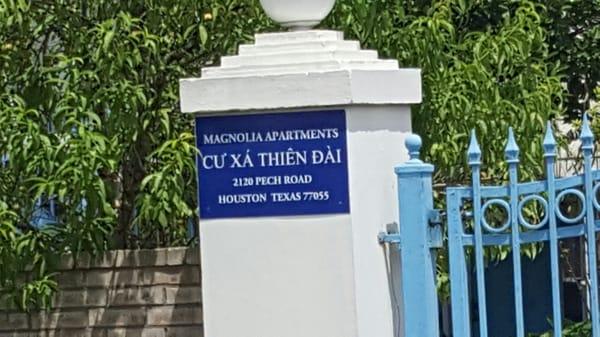 MAGNOLIA APARTMENTS
CƯ XÁ THIÊN ĐÀI
2120 PECH ROAD
HOUSTON TEXAS 77055